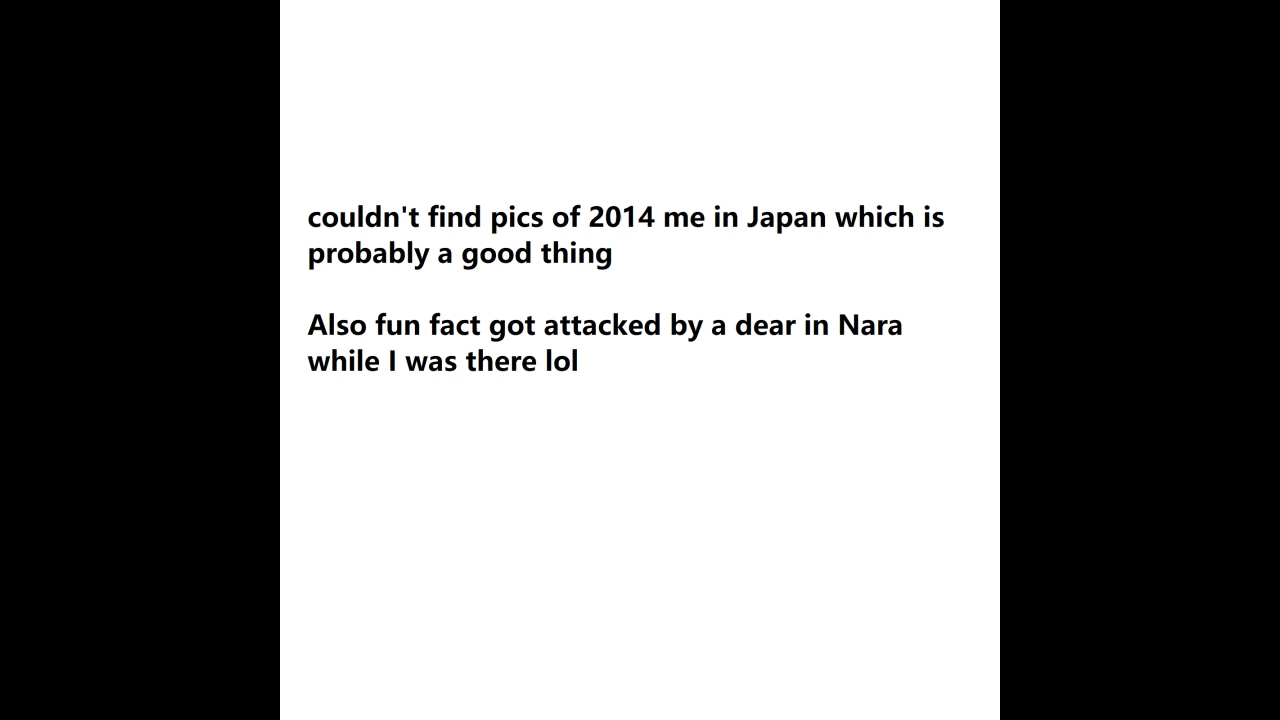 couldn't find pics of 2014 me in Japan which is
probably a good thing
Also fun fact got attacked by a dear in Nara
while I was there lol